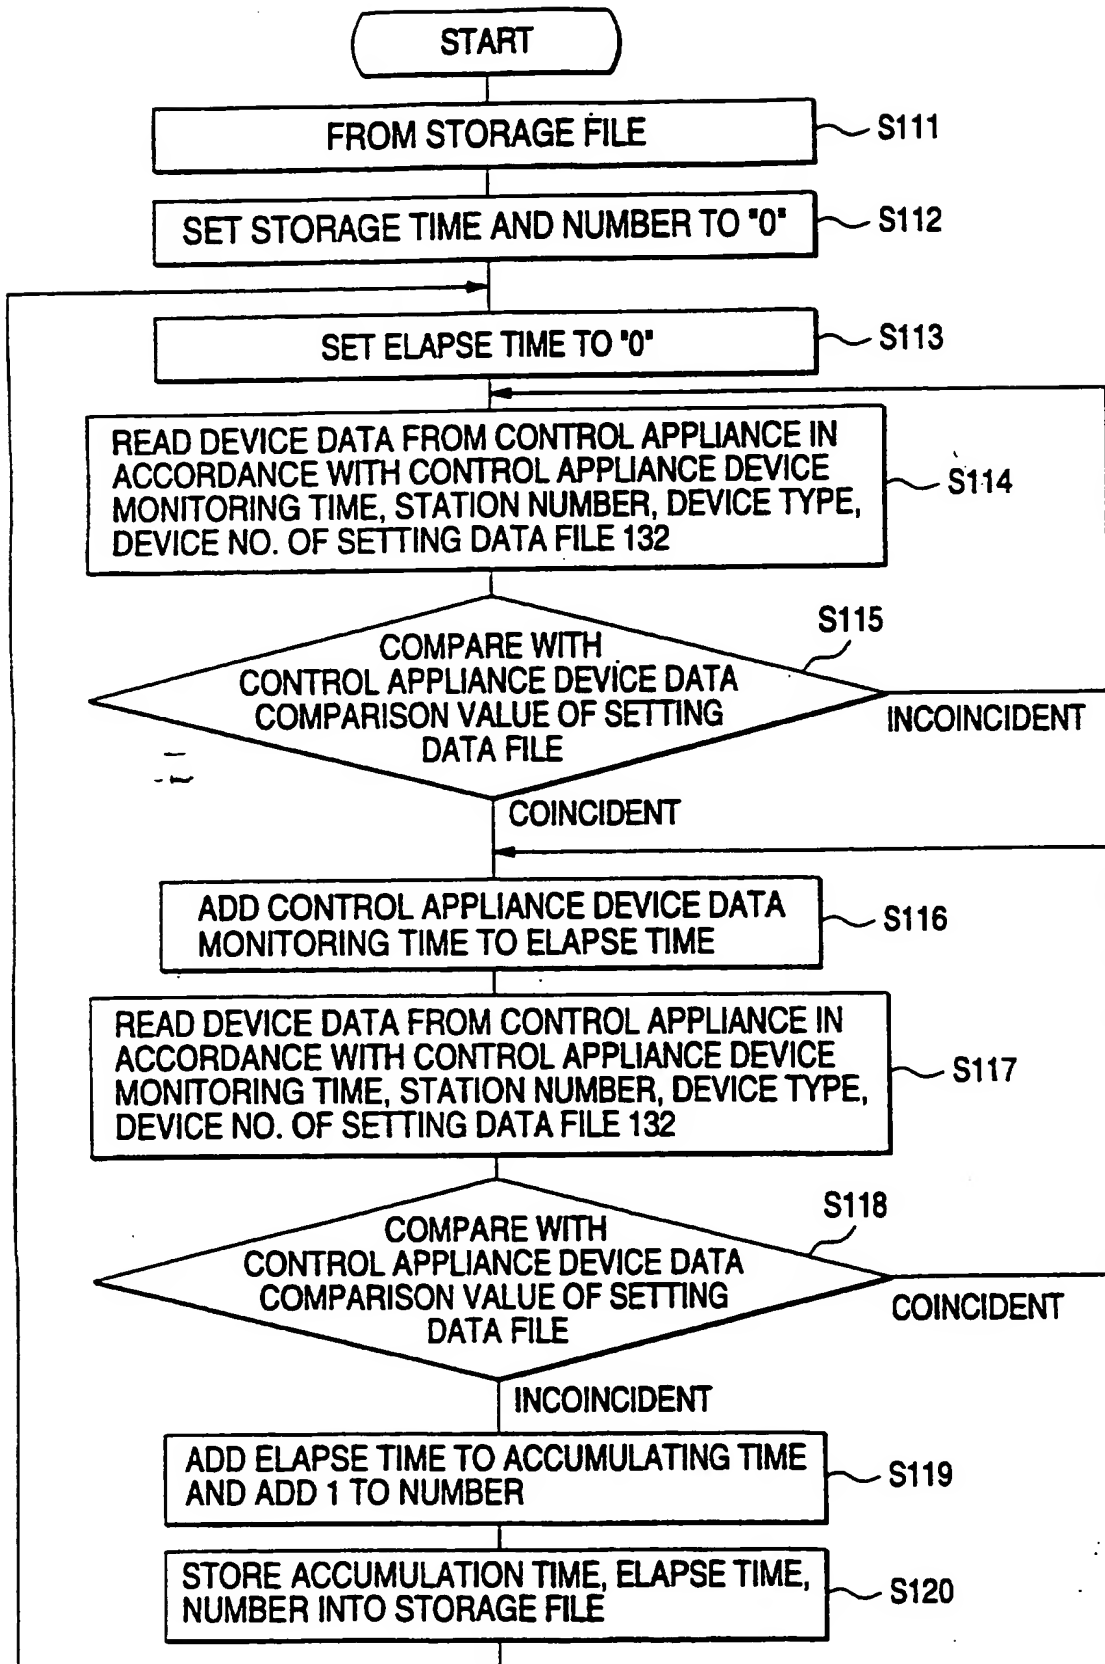 START
FROM STORAGE FILE
S111
SET STORAGE TIME AND NUMBER TO "0"
S112
SET ELAPSE TIME TO "0"
S113
READ DEVICE DATA FROM CONTROL APPLIANCE IN
ACCORDANCE WITH CONTROL APPLIANCE DEVICE
MONITORING TIME, STATION NUMBER, DEVICE TYPE,
DEVICE NO. OF SETTING DATA FILE 132
S114
COMPARE WITH
CONTROL APPLIANCE DEVICE DATA
COMPARISON VALUE OF SETTING
DATA FILE
S115
INCOINCIDENT
COINCIDENT
ADD CONTROL APPLIANCE DEVICE DATA
MONITORING TIME TO ELAPSE TIME
S116
READ DEVICE DATA FROM CONTROL APPLIANCE IN
ACCORDANCE WITH CONTROL APPLIANCE DEVICE
MONITORING TIME, STATION NUMBER, DEVICE TYPE,
DEVICE NO. OF SETTING DATA FILE 132
S117
COMPARE WITH
CONTROL APPLIANCE DEVICE DATA
COMPARISON VALUE OF SETTING
DATA FILE
S118
COINCIDENT
INCOINCIDENT
ADD ELAPSE TIME TO ACCUMULATING TIME
AND ADD 1 TO NUMBER
S119
STORE ACCUMULATION TIME, ELAPSE TIME,
NUMBER INTO STORAGE FILE
S120